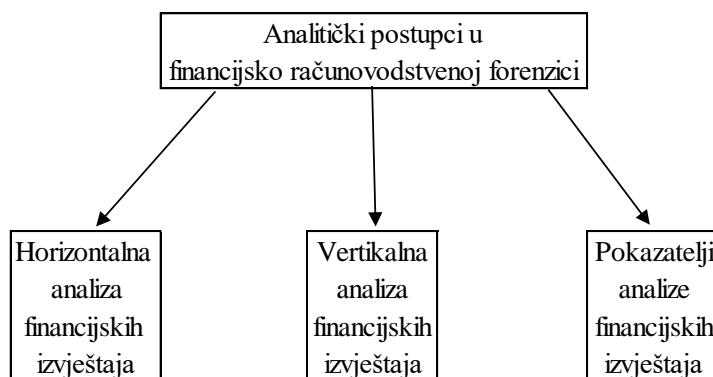 Analitički postupci u
financijsko računovodstvenoj forenzici
Horizontalna
analiza
financijskih
izvještaja
Vertikalna
analiza
financijskih
izvještaja
Pokazatelji
analize
financijskih
izvještaja